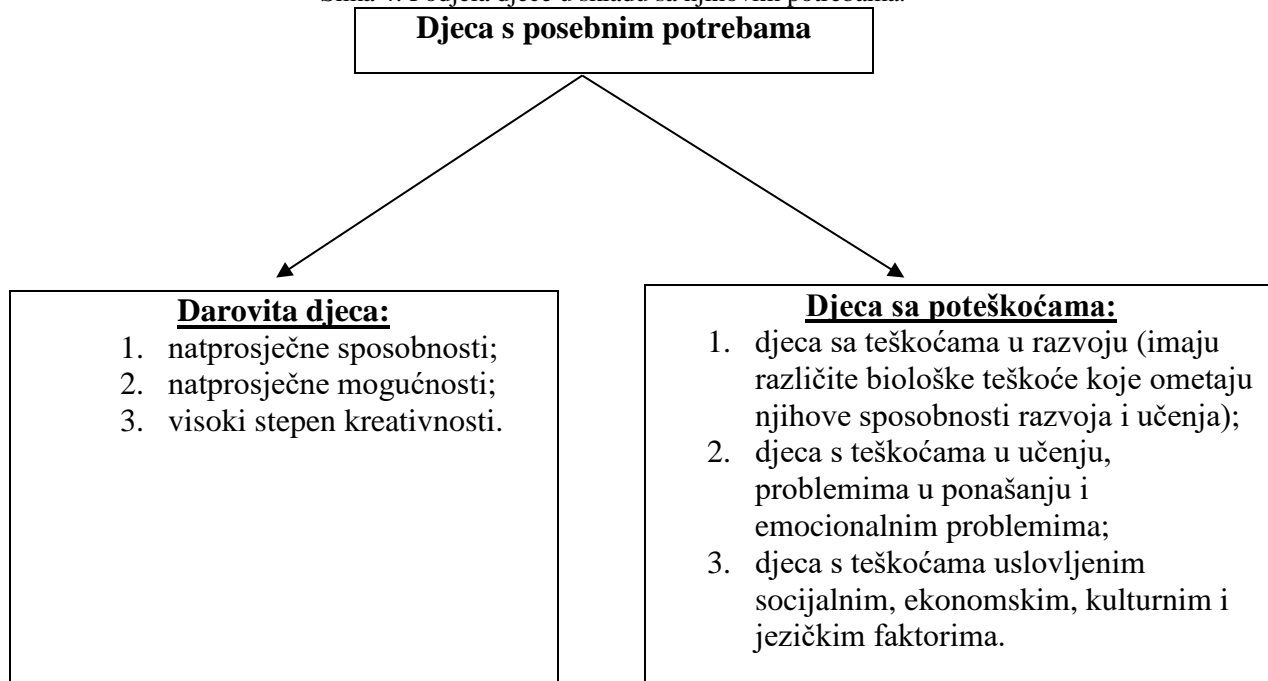 Djeca s posebnim potrebama
Darovita djeca:
1. natprosječne sposobnosti;
2. natprosječne mogućnosti;
3. visoki stepen kreativnosti.
Djeca sa poteškoćama:
1. djeca sa teškoćama u razvoju (imaju
različite biološke teškoće koje ometaju
njihove sposobnosti razvoja i učenja);
2. djeca s teškoćama u učenju,
problemima u ponašanju i
emocionalnim problemima;
3. djeca s teškoćama uslovljenim
socijalnim, ekonomskim, kulturnim i
jezičkim faktorima.